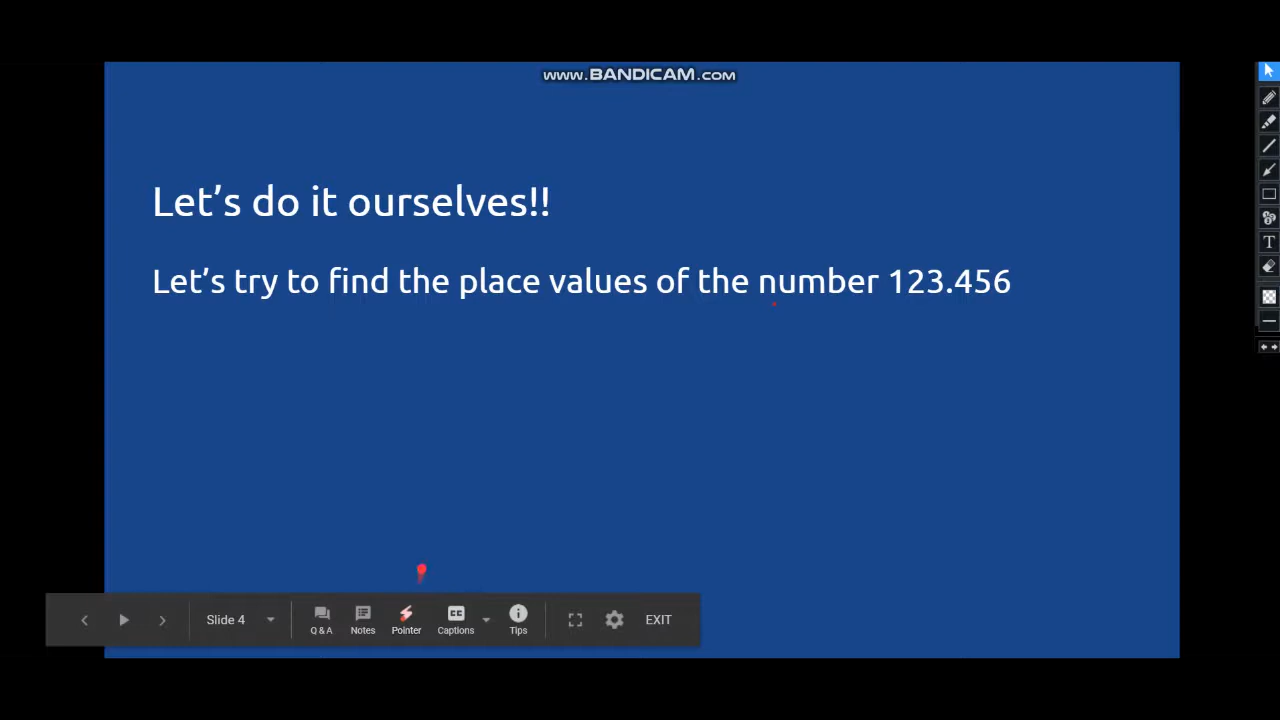 www.BANDICAM.com
Let’s do it ourselves!!
Let’s try to find the place values of the number 123.456
Slide 4
Q & A
Notes
Pointer
CC
Captions
Tips
EXIT
T